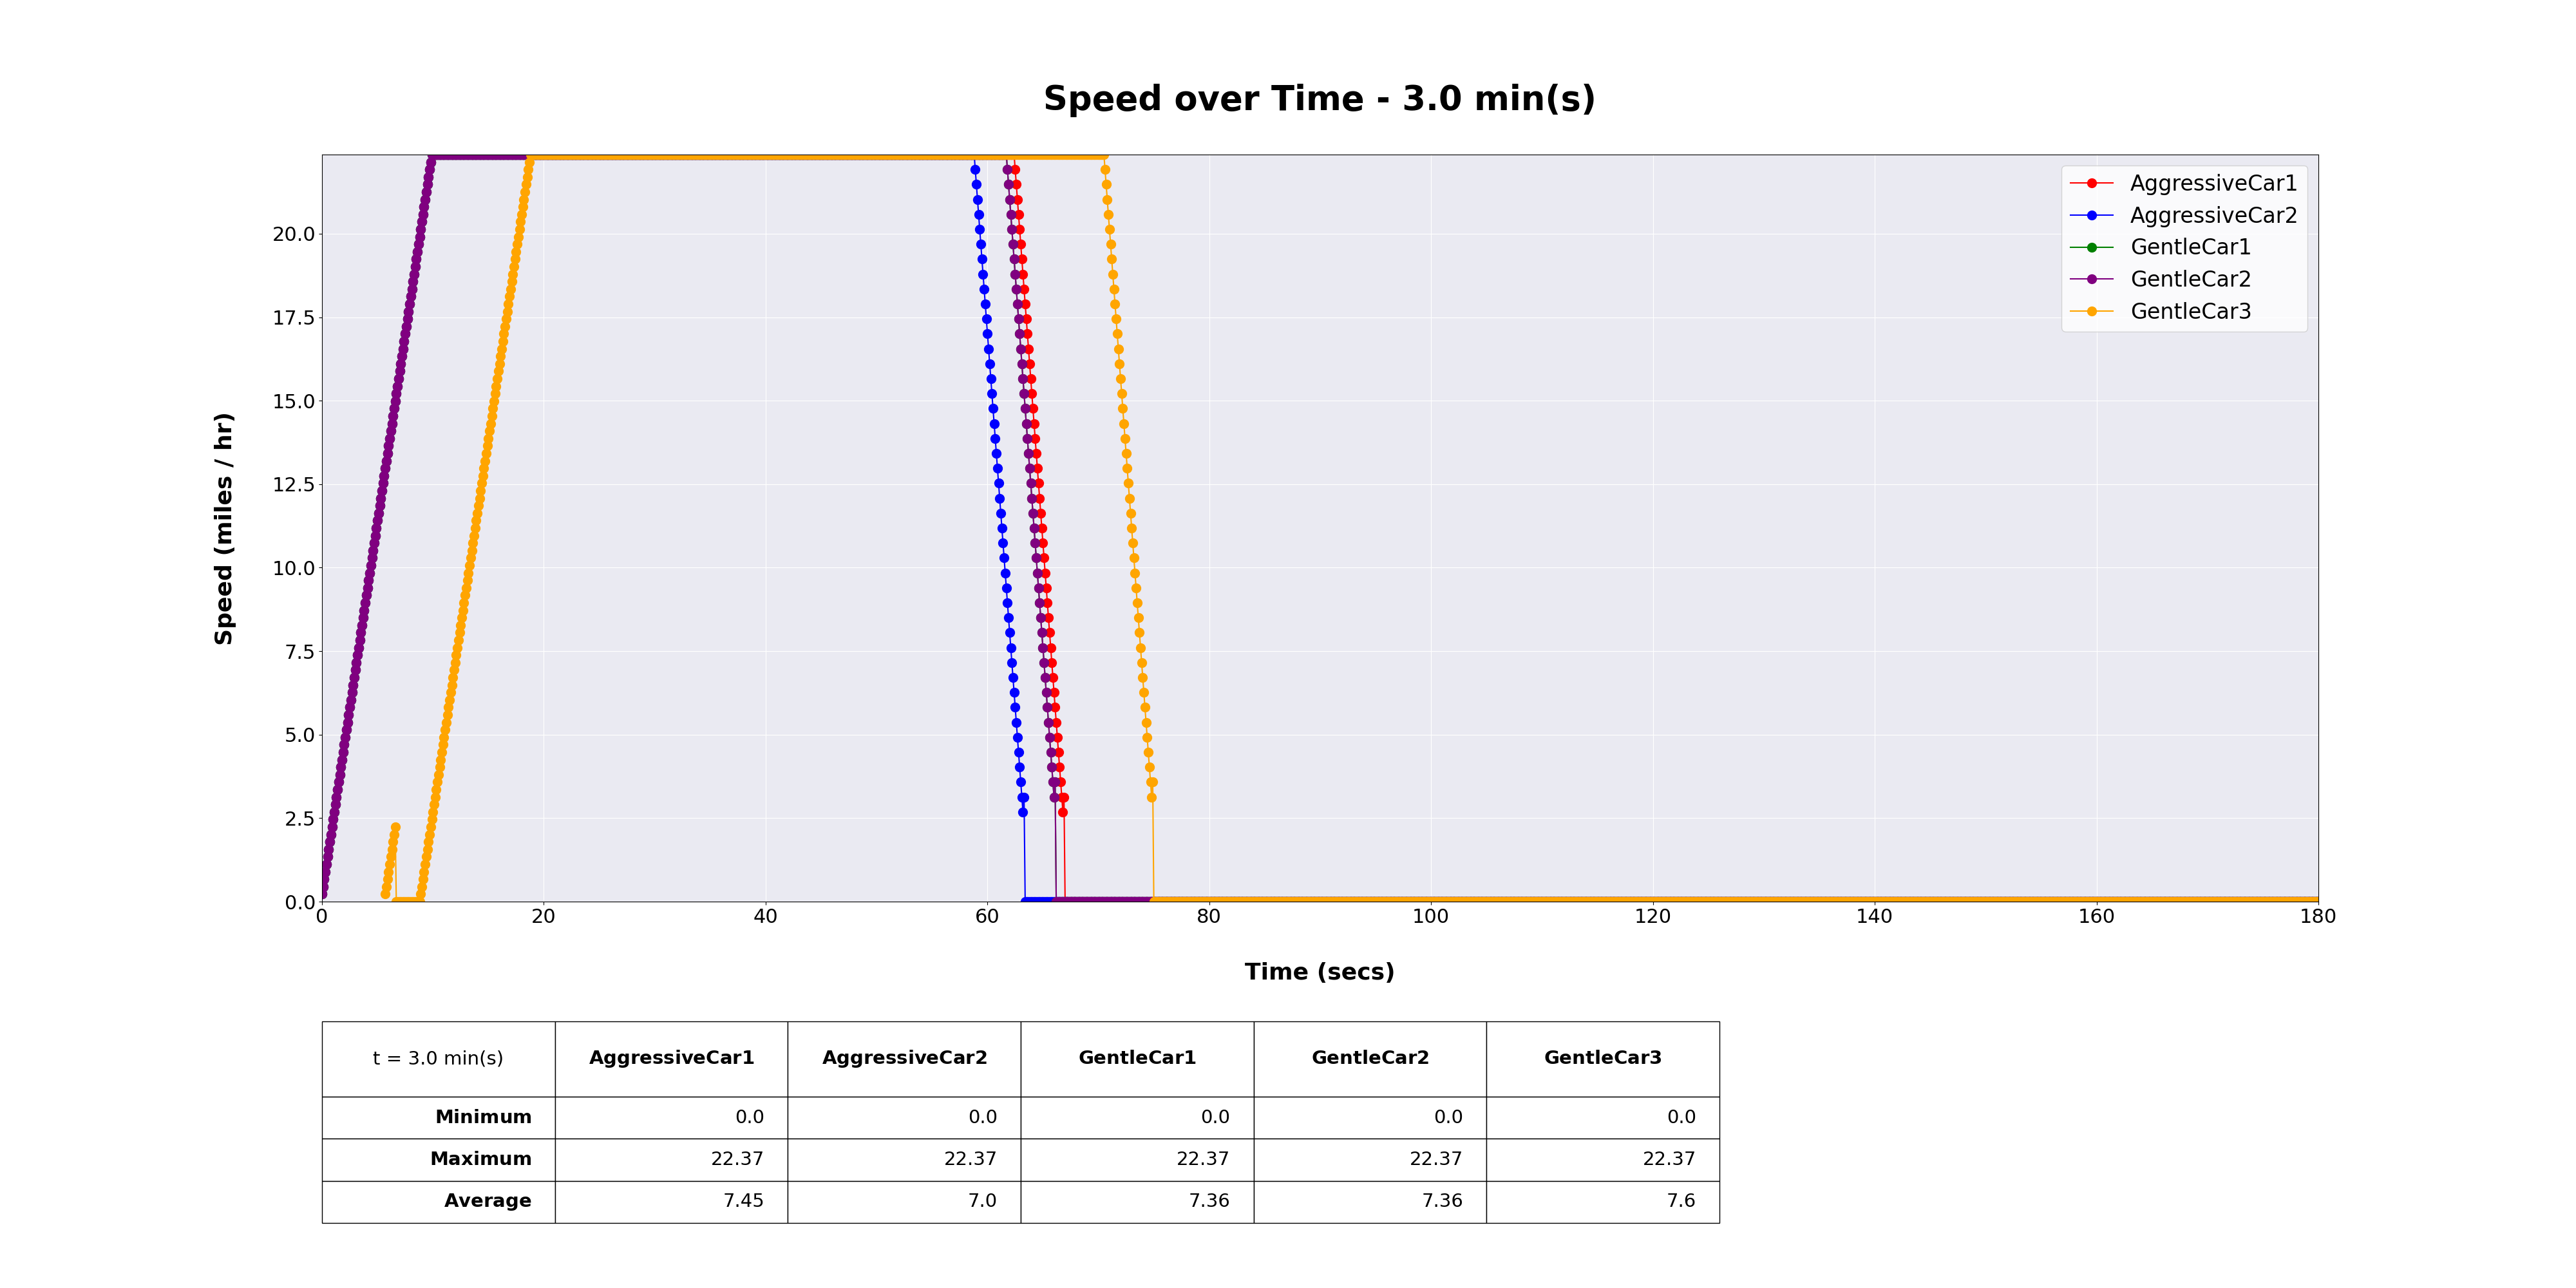 Speed over Time - 3.0 min(s)
Speed (miles / hr)
20.0
17.5
15.0
12.5
10.0
7.5
5.0
2.5
0.0
0 20 40 60 80 100 120 140 160 180
Time (secs)
AggressiveCar1
AggressiveCar2
GentleCar1
GentleCar2
GentleCar3
t = 3.0 min(s) AggressiveCar1 AggressiveCar2 GentleCar1 GentleCar2 GentleCar3
Minimum 0.0 0.0 0.0 0.0 0.0
Maximum 22.37 22.37 22.37 22.37 22.37
Average 7.45 7.0 7.36 7.36 7.6